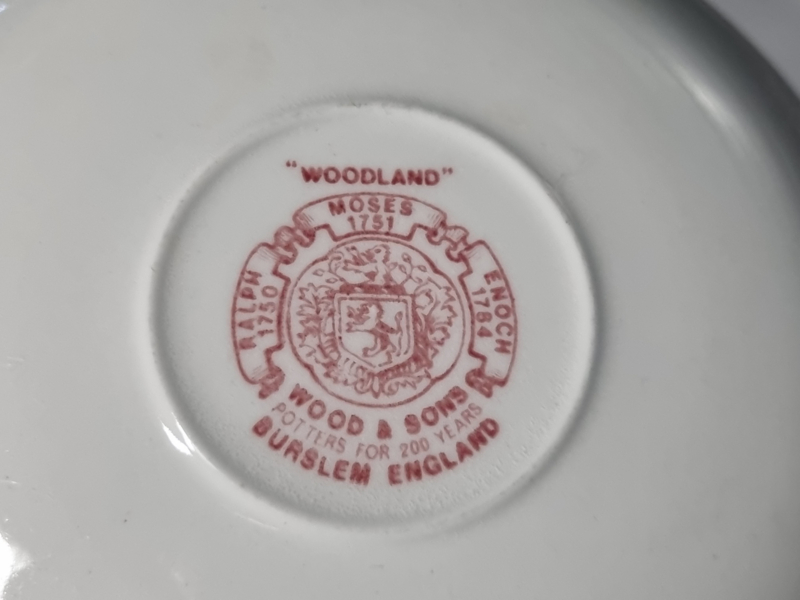 "WOODLAND"
MOSES
1751
RALPH
1750
ENOCH
1784
WOOD & SONS
POTTERS FOR 200 YEARS
BURSLEM ENGLAND